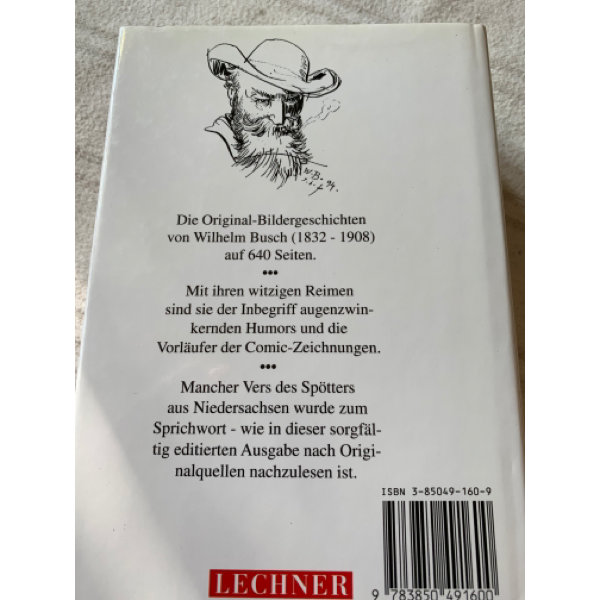 W.B. 94.
Die Original-Bildergeschichten
von Wilhelm Busch (1832 - 1908)
auf 640 Seiten.
•••
Mit ihren witzigen Reimen
sind sie der Inbegriff augenzwin-
kernden Humors und die
Vorläufer der Comic-Zeichnungen.
•••
Mancher Vers des Spötters
aus Niedersachsen wurde zum
Sprichwort - wie in dieser sorgfäl-
tig editierten Ausgabe nach Origi-
nalquellen nachzulesen ist.
ISBN 3-85049-160-9
LECHNER
9 783850 491600